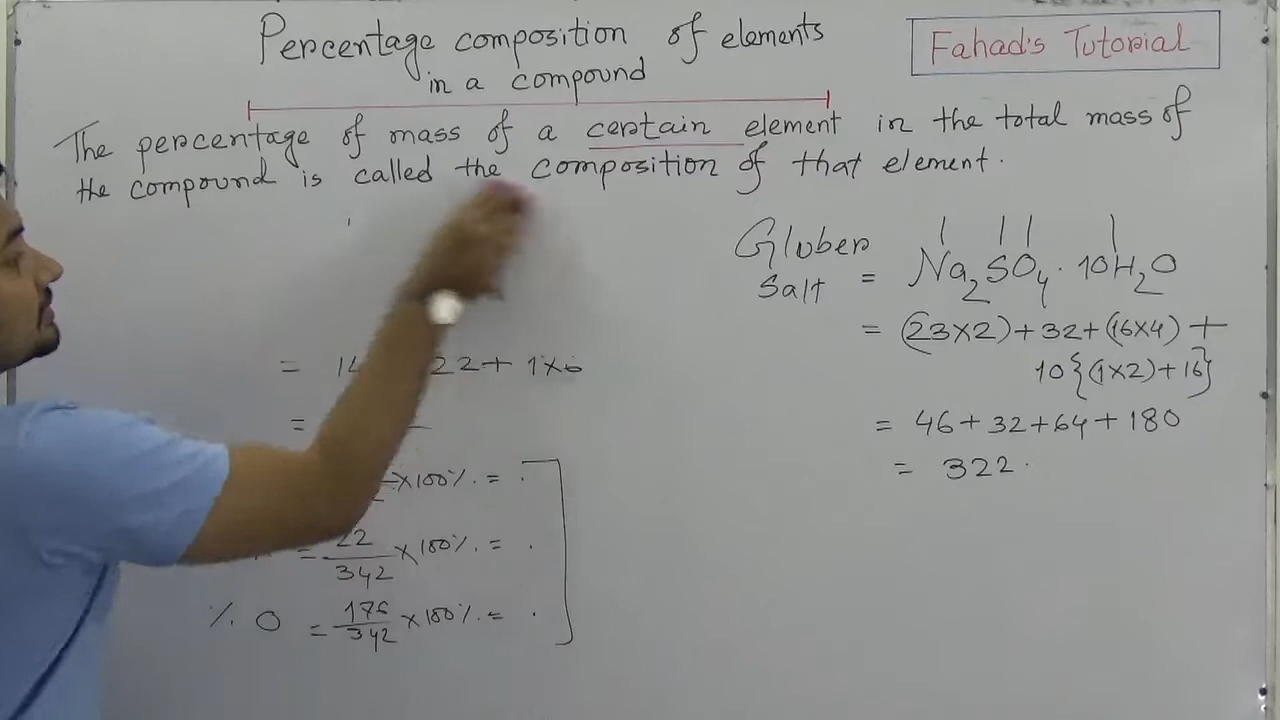 Percentage composition of elements
in a compound
Fahad's Tutorial
The percentage of mass of a certain element in the total mass of
the compound is called the composition of that element.
Gluber
Salt = Na₂SO₄·10H₂O
= (23×2)+32+(16×4)+
10{(1×2)+16}
= 46+32+64+180
= 322.
22+1×6
=
×100% = .
= 22/342 ×100% = .
% O = 176/342 ×100% = .